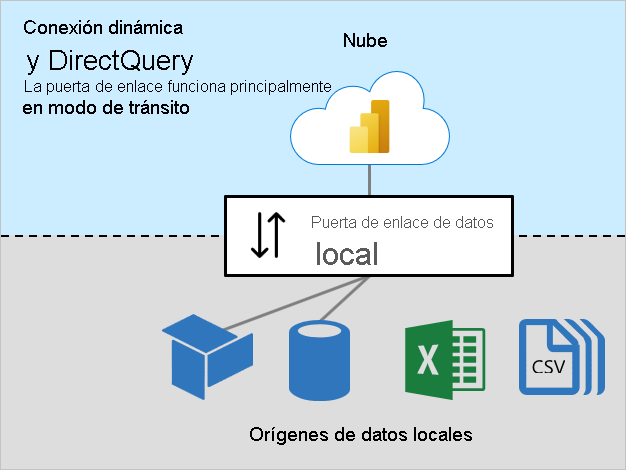 Conexión dinámica
y DirectQuery
La puerta de enlace funciona principalmente
en modo de tránsito
Nube
Puerta de enlace de datos
local
X
CSV
Orígenes de datos locales